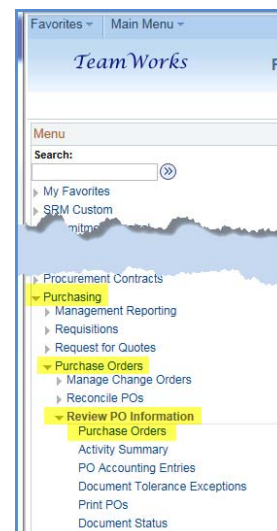 Favorites Main Menu
TeamWorks
Menu
Search:
My Favorites
SRM Custom
Procurement Contracts
Purchasing
Management Reporting
Requisitions
Request for Quotes
Purchase Orders
Manage Change Orders
Reconcile POs
Review PO Information
Purchase Orders
Activity Summary
PO Accounting Entries
Document Tolerance Exceptions
Print POs
Document Status